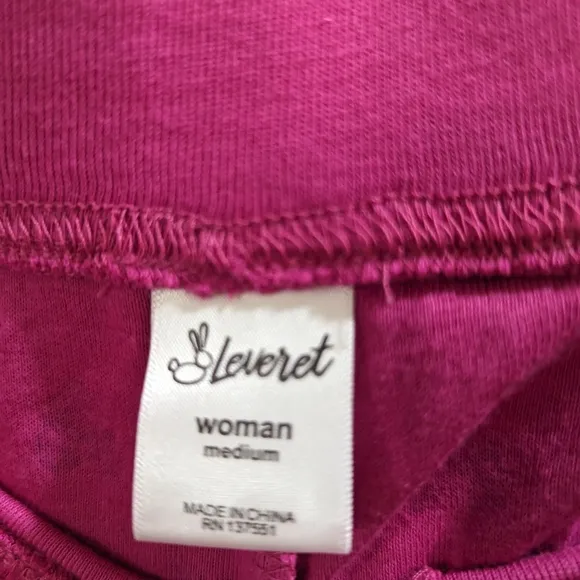 Leveret
woman
medium
MADE IN CHINA
RN 137551